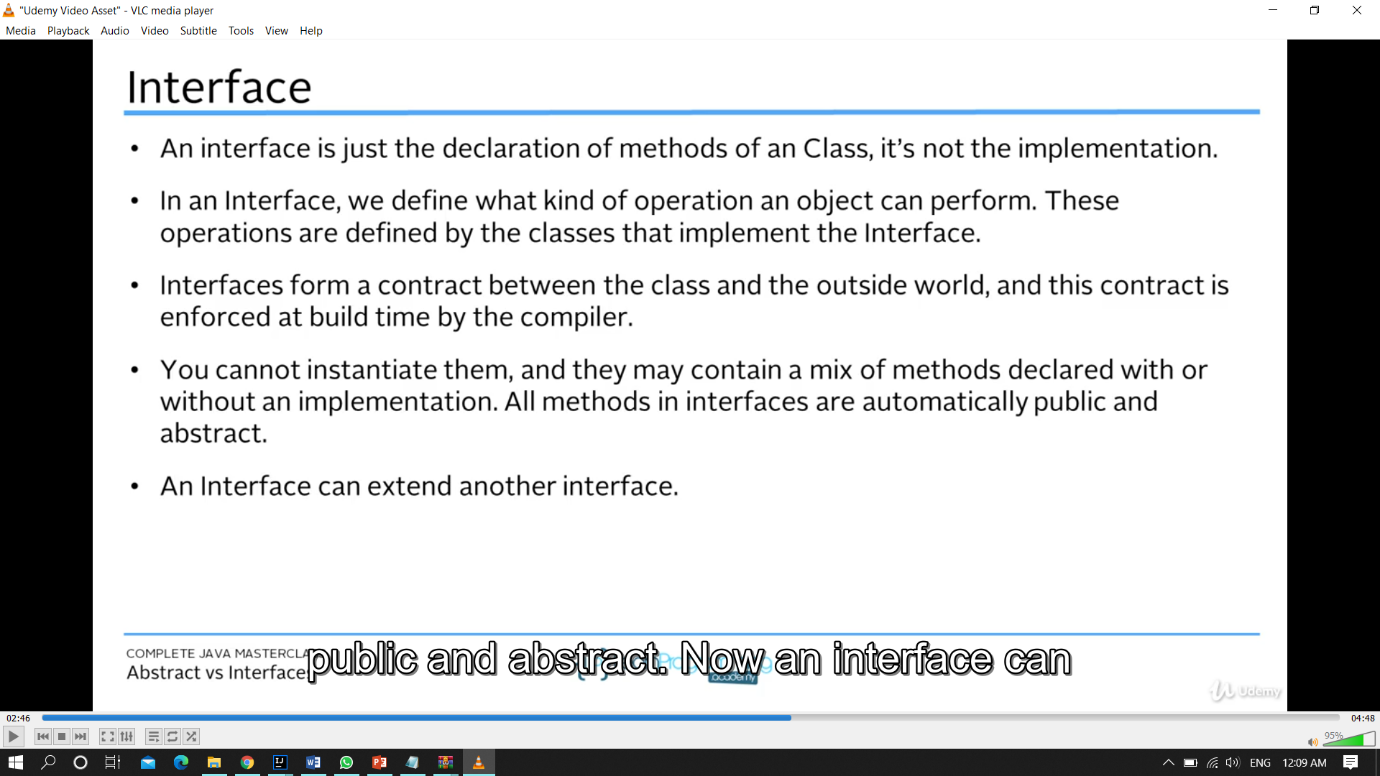 "Udemy Video Asset" - VLC media player
Media Playback Audio Video Subtitle Tools View Help
Interface
• An interface is just the declaration of methods of an Class, it's not the implementation.
• In an Interface, we define what kind of operation an object can perform. These
operations are defined by the classes that implement the Interface.
• Interfaces form a contract between the class and the outside world, and this contract is
enforced at build time by the compiler.
• You cannot instantiate them, and they may contain a mix of methods declared with or
without an implementation. All methods in interfaces are automatically public and
abstract.
• An Interface can extend another interface.
COMPLETE JAVA MASTERCLA
Abstract vs Interface
public and abstract. Now an interface can
academy
Udemy
02:46 04:48
95%
ENG 12:09 AM